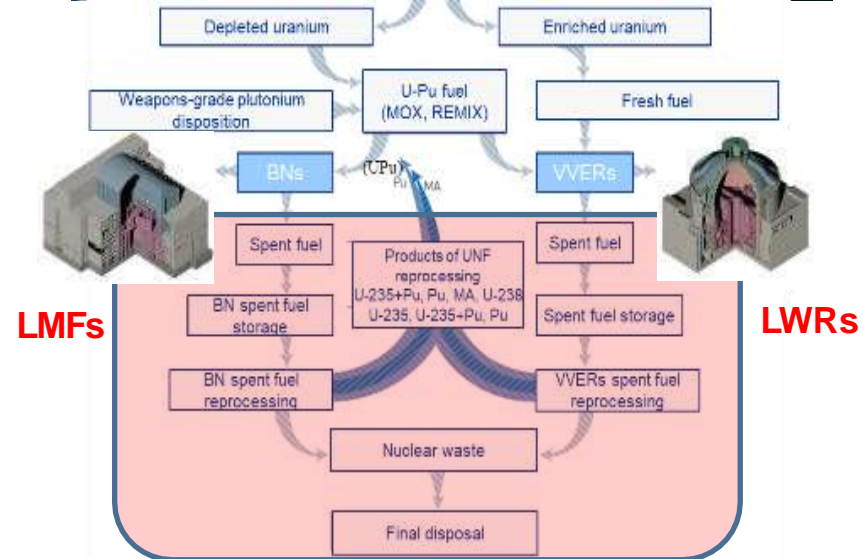 Depleted uranium
Enriched uranium
Weapons-grade plutonium
disposition
U-Pu fuel
(MOX, REMIX)
Fresh fuel
BNs
(UPu)
Pu
MA
VVERs
Spent fuel
Products of UNF
reprocessing
U-235+Pu, Pu, MA, U-238
U-235, U-235+Pu, Pu
Spent fuel
LMFs
BN spent fuel
storage
Spent fuel storage
LWRs
BN spent fuel
reprocessing
VVERs spent fuel
reprocessing
Nuclear waste
Final disposal